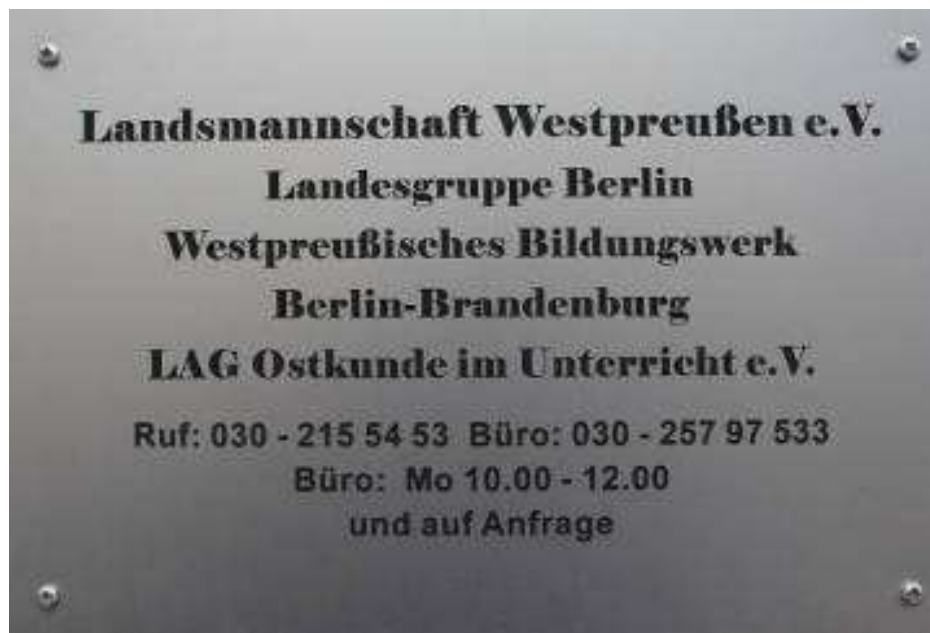 Landsmannschaft Westpreußen e.V.
Landesgruppe Berlin
Westpreußisches Bildungswerk
Berlin-Brandenburg
LAG Ostkunde im Unterricht e.V.
Ruf: 030 - 215 54 53 Büro: 030 - 257 97 533
Büro: Mo 10.00 - 12.00
und auf Anfrage